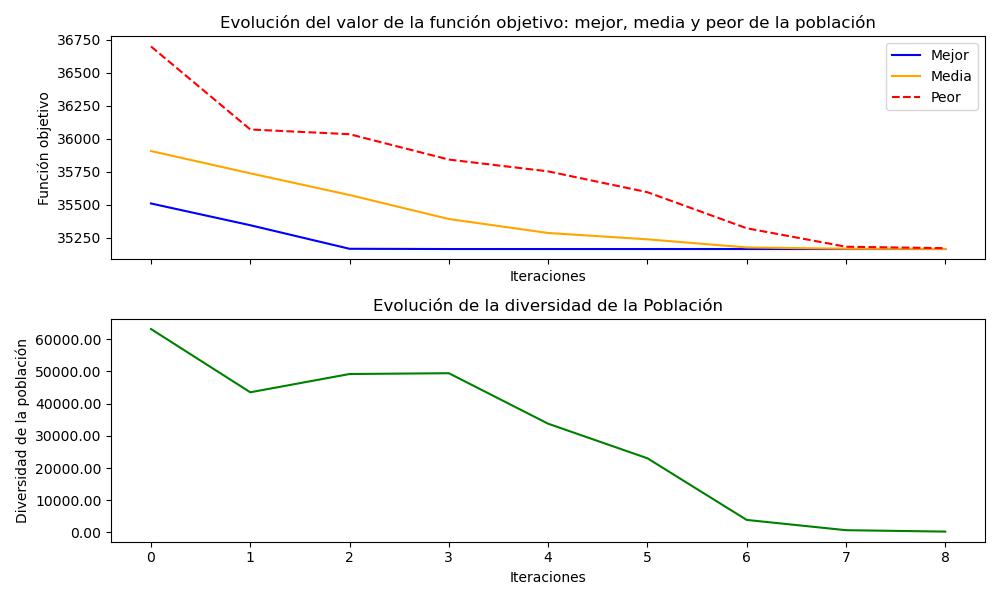 Evolución del valor de la función objetivo: mejor, media y peor de la población
36750
36500
36250
36000
35750
35500
35250
Función objetivo
Mejor
Media
Peor
Iteraciones
Evolución de la diversidad de la Población
60000.00
50000.00
40000.00
30000.00
20000.00
10000.00
0.00
Diversidad de la población
0 1 2 3 4 5 6 7 8
Iteraciones